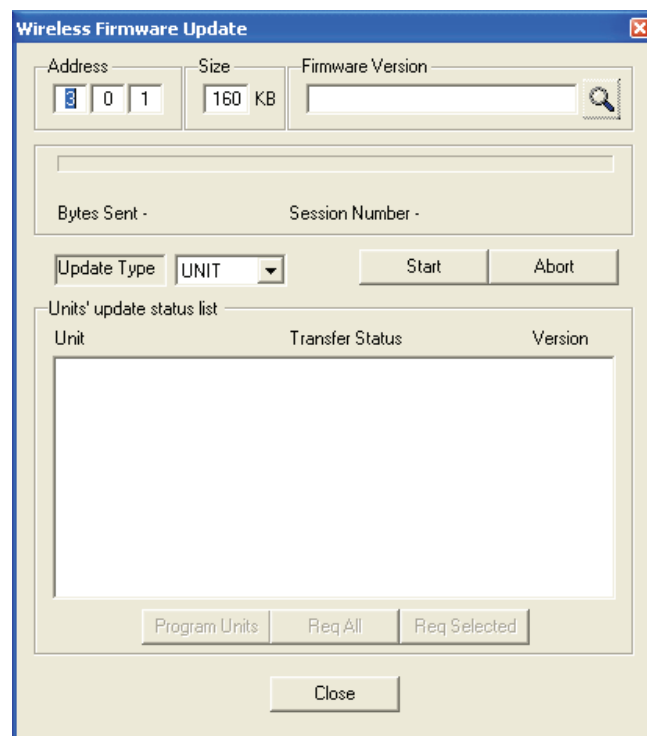 Wireless Firmware Update
Address Size Firmware Version
3 0 1 160 KB
Bytes Sent - Session Number -
Update Type UNIT Start Abort
Units' update status list
Unit Transfer Status Version
Program Units Req All Req Selected
Close